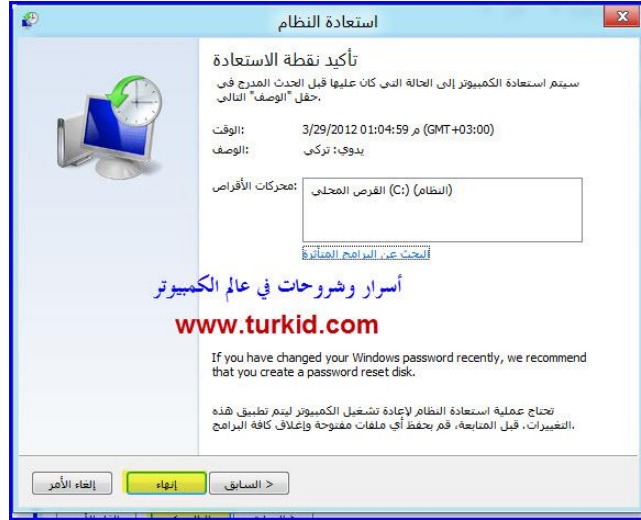 استعادة النظام
تأكيد نقطة الاستعادة
سيتم استعادة الكمبيوتر إلى الحالة التي كان عليها قبل الحدث المدرج في
حقل "الوصف" التالي.
الوقت: 3/29/2012 01:04:59 م (GMT+03:00)
الوصف: يدوي: تركي
محركات الأقراص: (النظام) (C:) القرص المحلي
البحث عن البرامج المتأثرة
أسرار وشروحات في عالم الكمبيوتر
www.turkid.com
If you have changed your Windows password recently, we recommend
that you create a password reset disk.
تحتاج عملية استعادة النظام لإعادة تشغيل الكمبيوتر ليتم تطبيق هذه
التغييرات. قبل المتابعة، قم بحفظ أي ملفات مفتوحة وإغلاق كافة البرامج.
< السابق إنهاء إلغاء الأمر